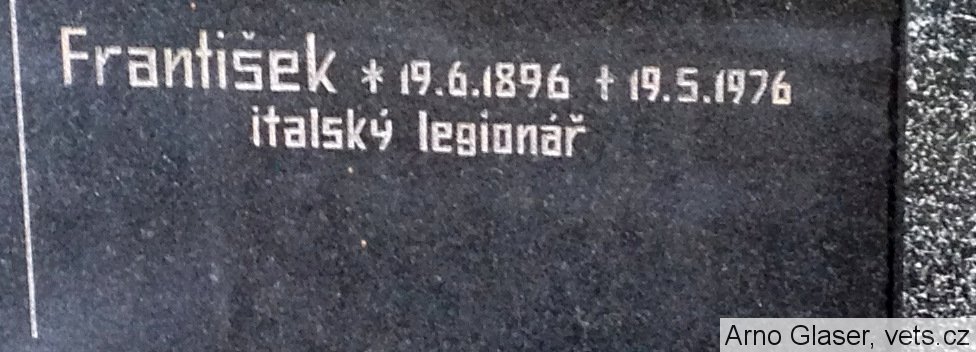 František * 19.6.1896 † 19.5.1976
italský legionář
Arno Glaser, vets.cz